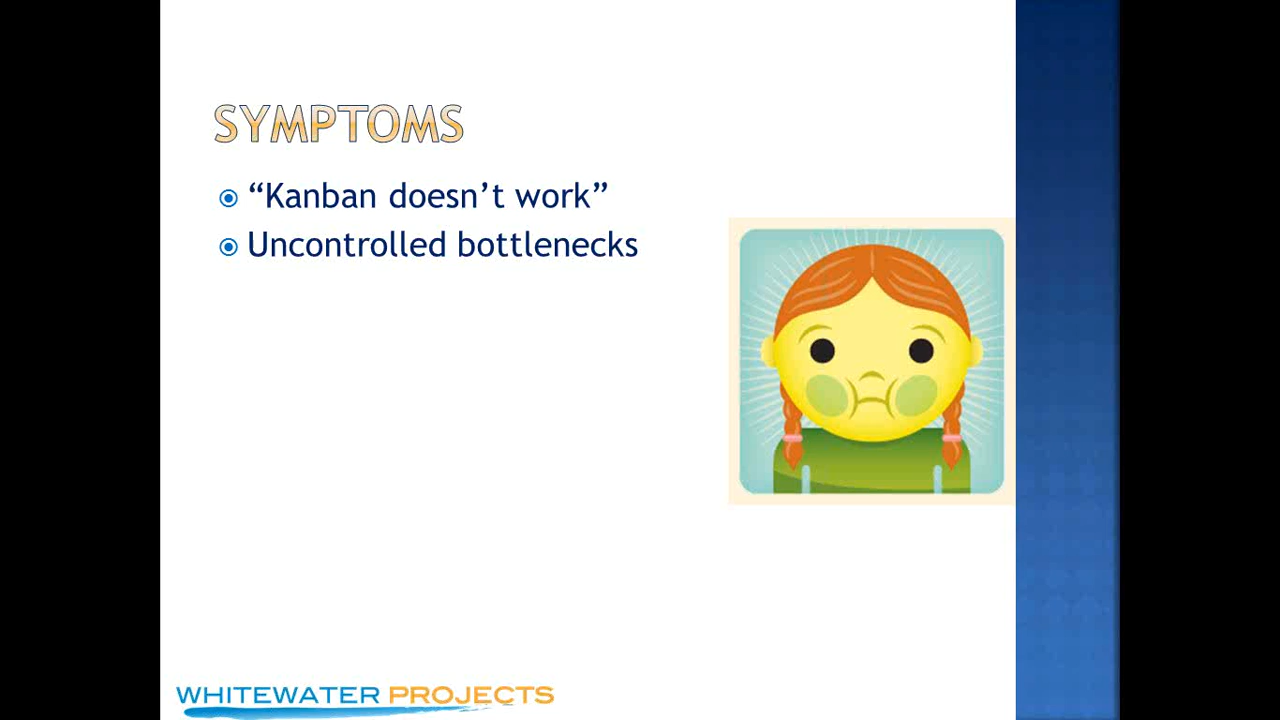 SYMPTOMS
“Kanban doesn’t work”
Uncontrolled bottlenecks
WHITEWATER PROJECTS